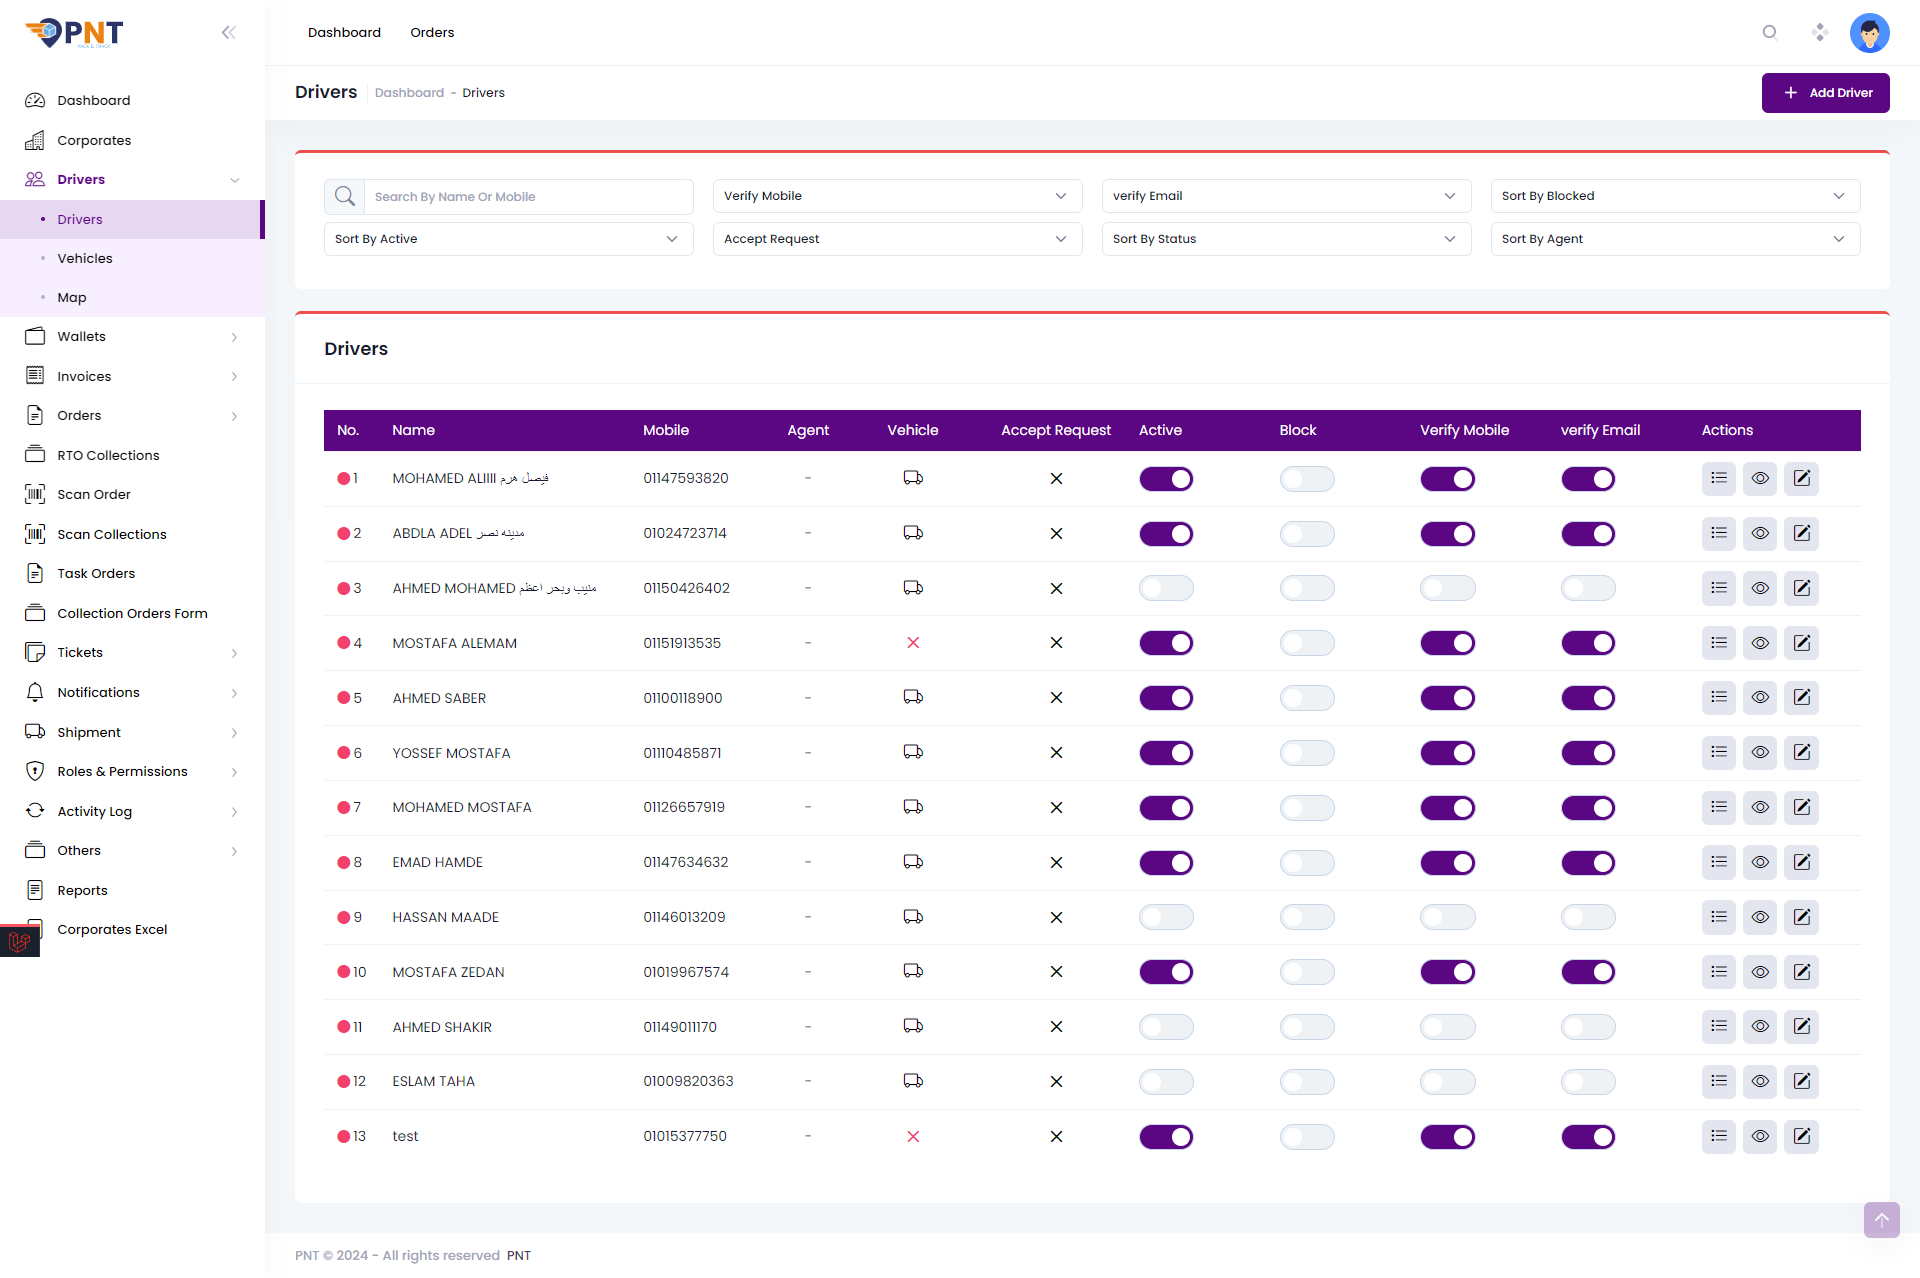 PNT
PACK & TRACK
Dashboard Orders
Drivers Dashboard - Drivers
Add Driver
Dashboard
Corporates
Drivers
Drivers
Vehicles
Map
Wallets
Invoices
Orders
RTO Collections
Scan Order
Scan Collections
Task Orders
Collection Orders Form
Tickets
Notifications
Shipment
Roles & Permissions
Activity Log
Others
Reports
Corporates Excel
Search By Name Or Mobile Verify Mobile verify Email Sort By Blocked
Sort By Active Accept Request Sort By Status Sort By Agent
Drivers
No. Name Mobile Agent Vehicle Accept Request Active Block Verify Mobile verify Email Actions
1 MOHAMED ALIIII فيصل هرم 01147593820 -
2 ABDLA ADEL مدينه نصر 01024723714 -
3 AHMED MOHAMED منيب وبحر اعظم 01150426402 -
4 MOSTAFA ALEMAM 01151913535 -
5 AHMED SABER 01100118900 -
6 YOSSEF MOSTAFA 01110485871 -
7 MOHAMED MOSTAFA 01126657919 -
8 EMAD HAMDE 01147634632 -
9 HASSAN MAADE 01146013209 -
10 MOSTAFA ZEDAN 01019967574 -
11 AHMED SHAKIR 01149011170 -
12 ESLAM TAHA 01009820363 -
13 test 01015377750 -
PNT © 2024 - All rights reserved PNT